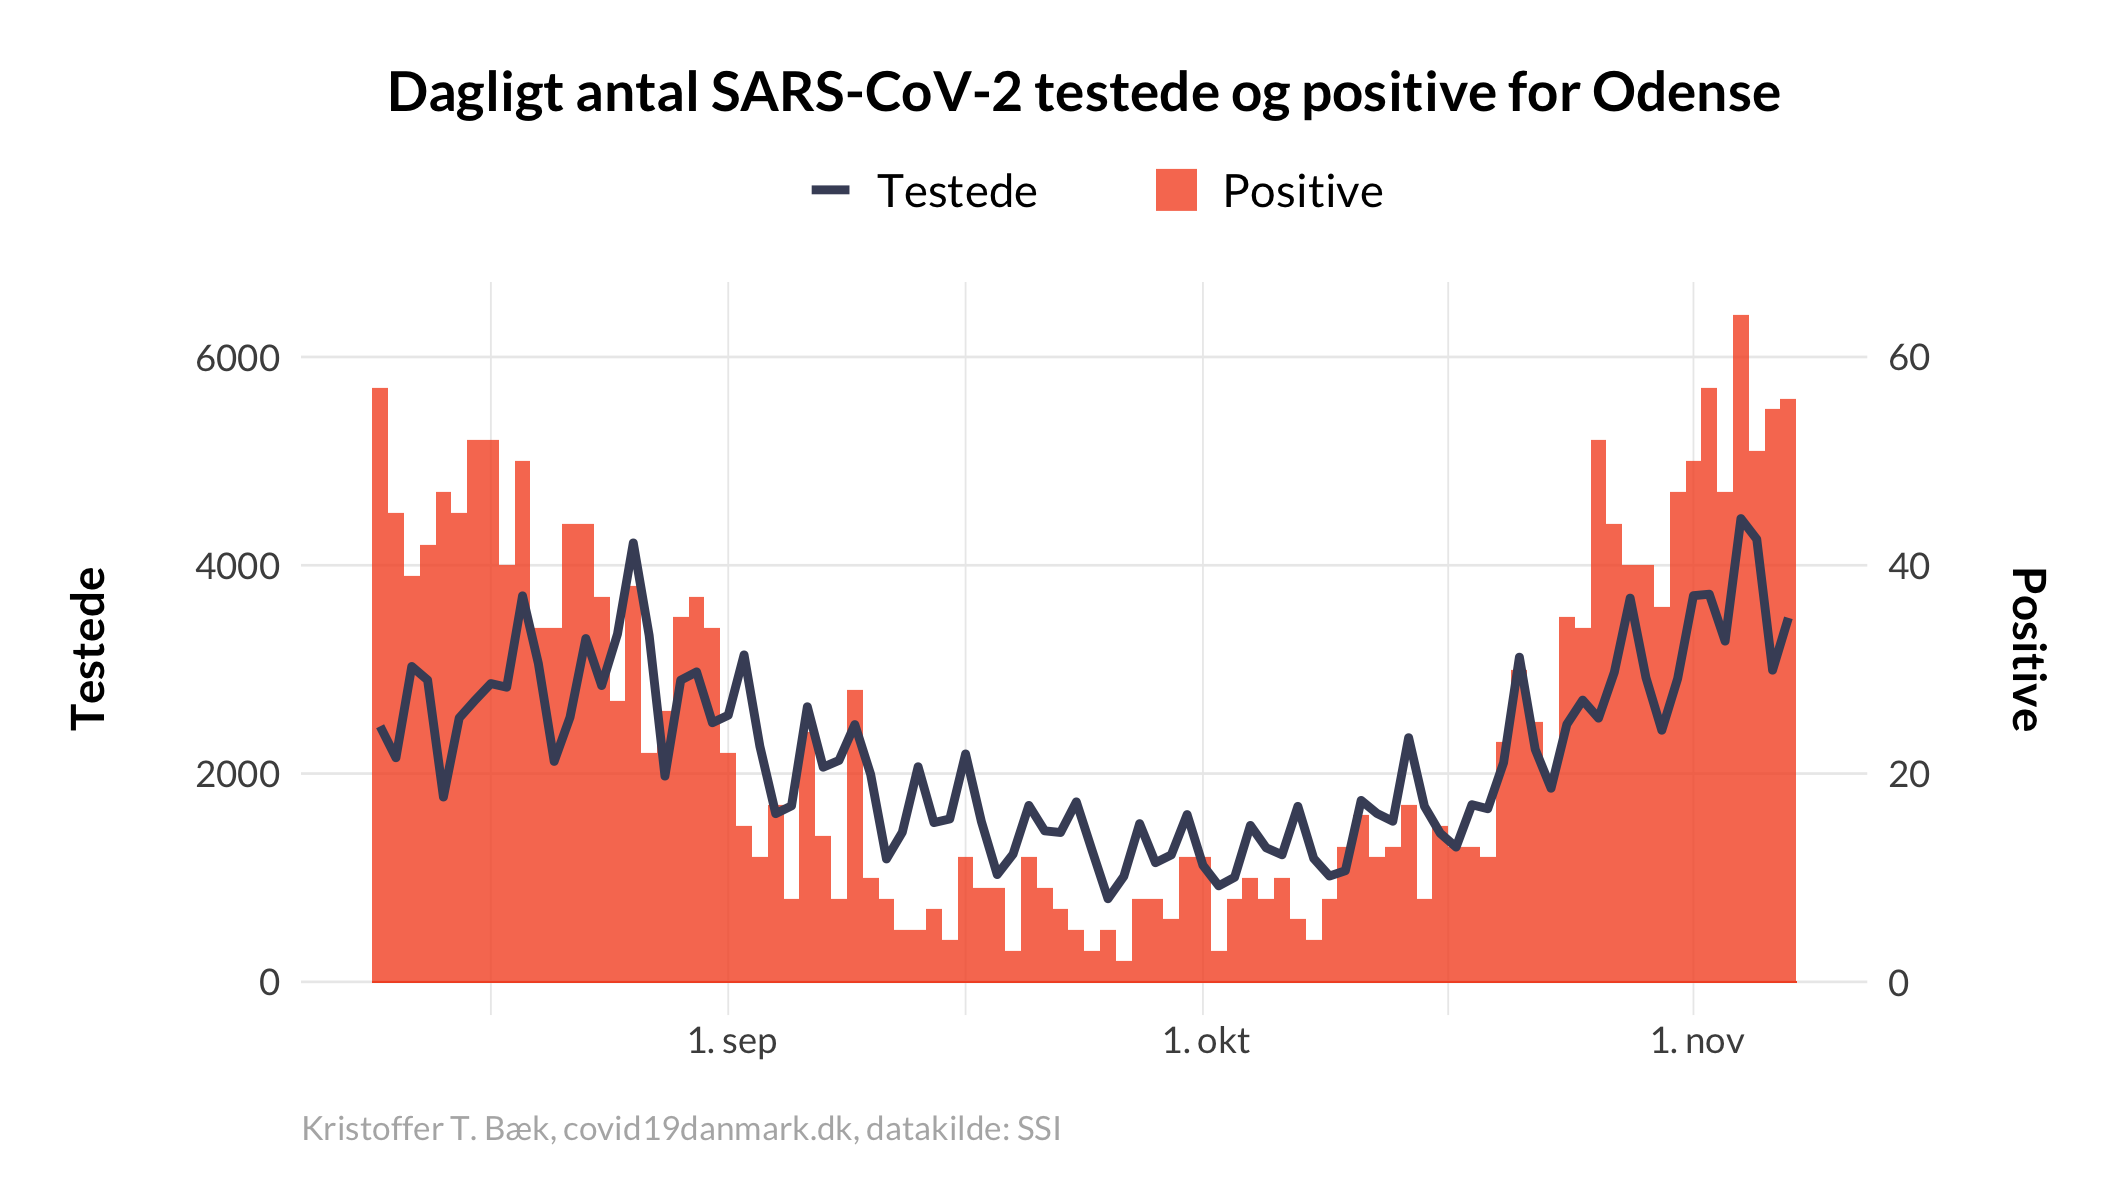 Dagligt antal SARS-CoV-2 testede og positive for Odense
Testede
Positive
6000
4000
2000
0
60
40
20
0
Testede
Positive
1. sep
1. okt
1. nov
Kristoffer T. Bæk, covid19danmark.dk, datakilde: SSI